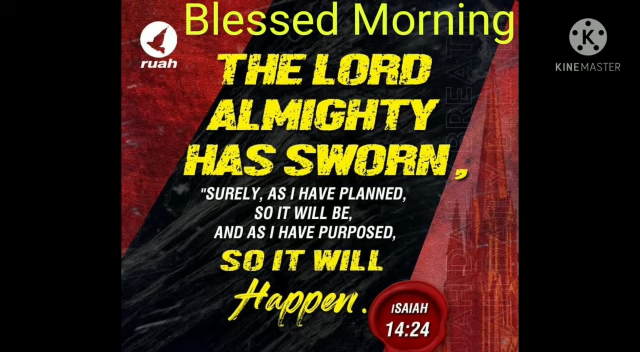 Blessed Morning
ruah
KINEMASTER
THE LORD
ALMIGHTY
HAS SWORN,
"SURELY, AS I HAVE PLANNED,
SO IT WILL BE,
AND AS I HAVE PURPOSED,
SO IT WILL
Happen.
ISAIAH
14:24